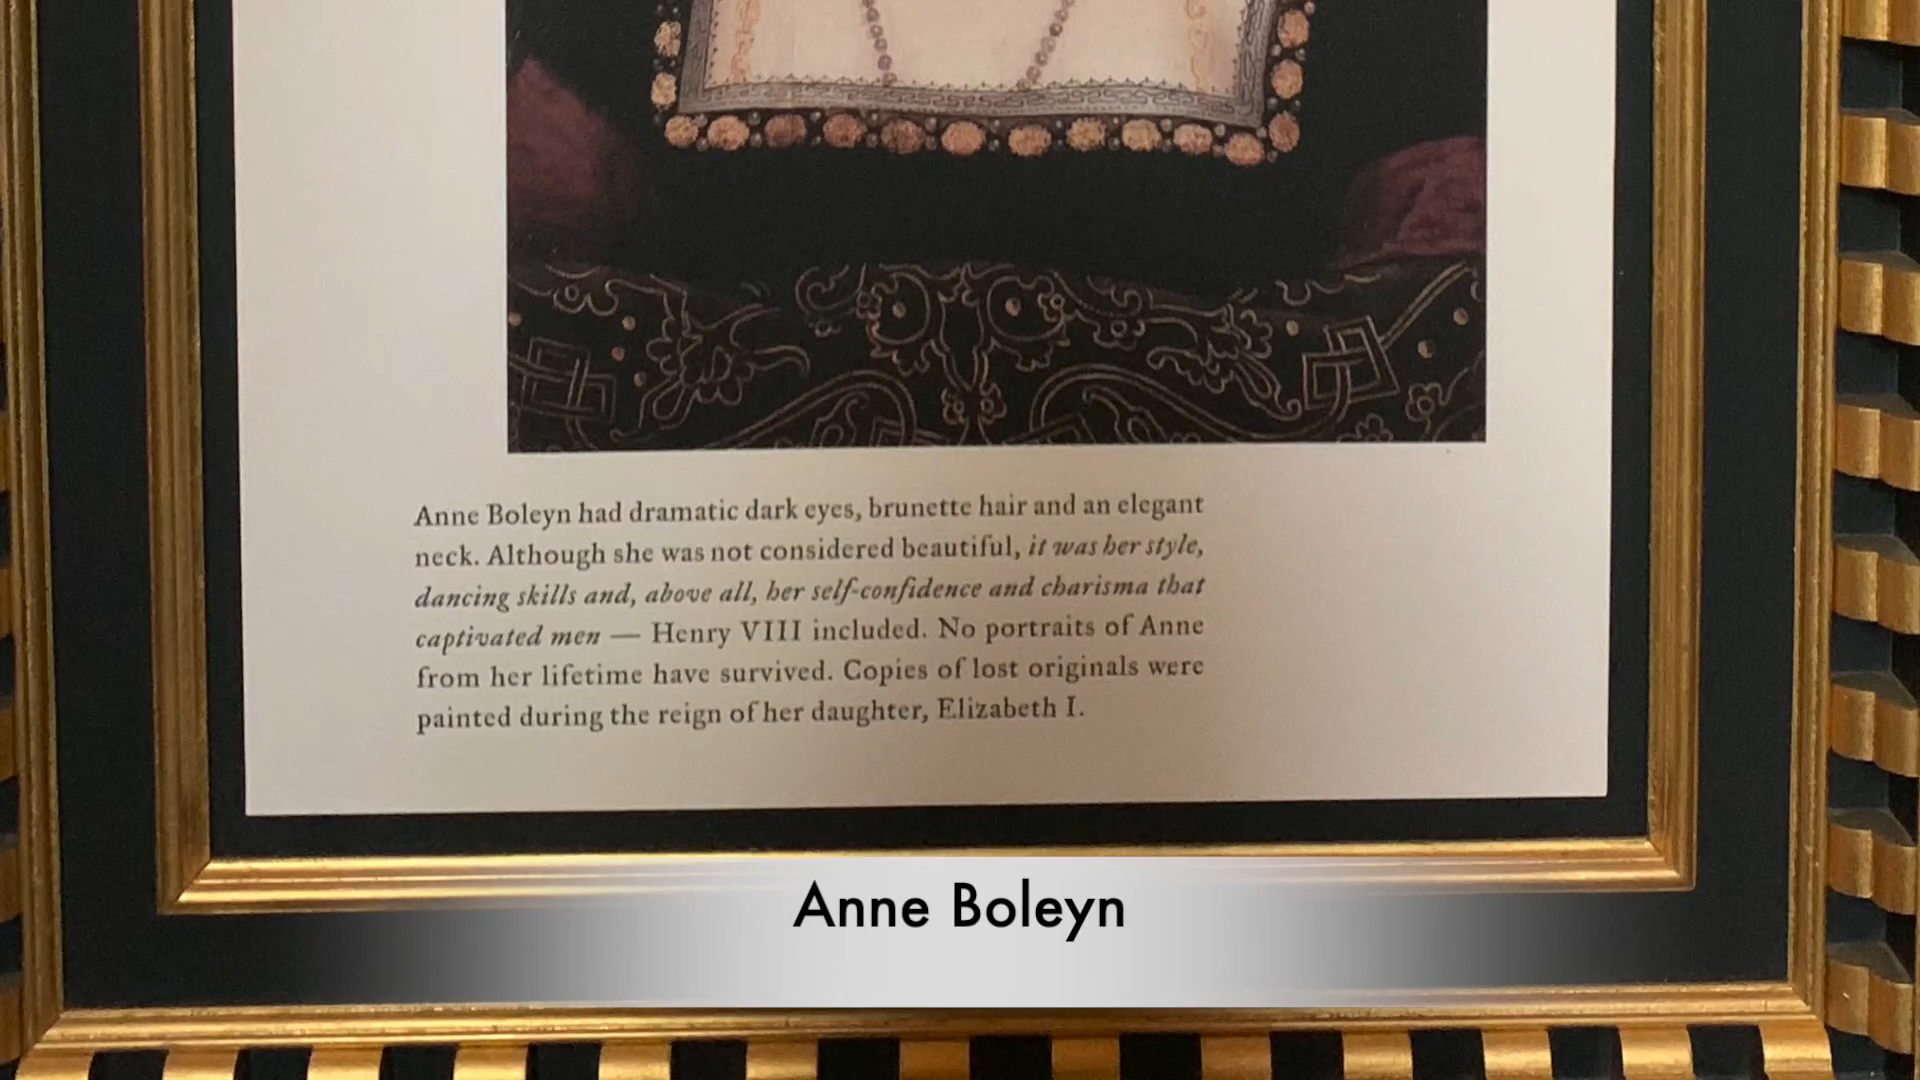 Anne Boleyn had dramatic dark eyes, brunette hair and an elegant
neck. Although she was not considered beautiful, it was her style,
dancing skills and, above all, her self-confidence and charisma that
captivated men — Henry VIII included. No portraits of Anne
from her lifetime have survived. Copies of lost originals were
painted during the reign of her daughter, Elizabeth I.
Anne Boleyn